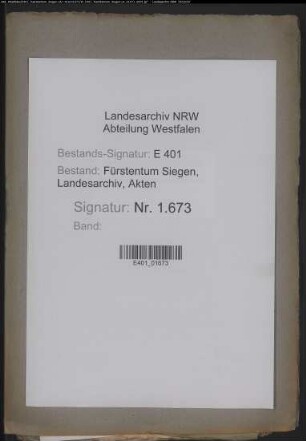 Landesarchiv NRW
Abteilung Westfalen
Bestands-Signatur: E 401
Bestand: Fürstentum Siegen,
Landesarchiv, Akten
Signatur: Nr. 1.673
Band:
E401_01673